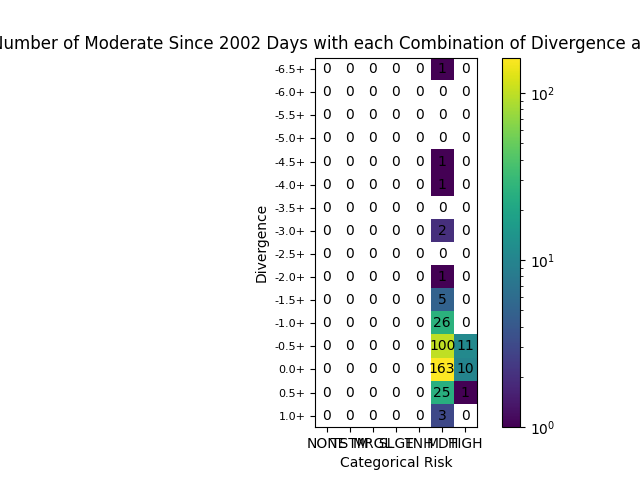 Number of Moderate Since 2002 Days with each Combination of Divergence a
-6.5+ 0 0 0 0 0 1 0
-6.0+ 0 0 0 0 0 0 0
-5.5+ 0 0 0 0 0 0 0
-5.0+ 0 0 0 0 0 0 0
-4.5+ 0 0 0 0 0 1 0
-4.0+ 0 0 0 0 0 1 0
-3.5+ 0 0 0 0 0 0 0
-3.0+ 0 0 0 0 0 2 0
-2.5+ 0 0 0 0 0 0 0
-2.0+ 0 0 0 0 0 1 0
-1.5+ 0 0 0 0 0 5 0
-1.0+ 0 0 0 0 0 26 0
-0.5+ 0 0 0 0 0 100 11
0.0+ 0 0 0 0 0 163 10
0.5+ 0 0 0 0 0 25 1
1.0+ 0 0 0 0 0 3 0
NONE TSTM MRGL SLGT ENH MDT HIGH
Categorical Risk
Divergence
10²
10¹
10⁰